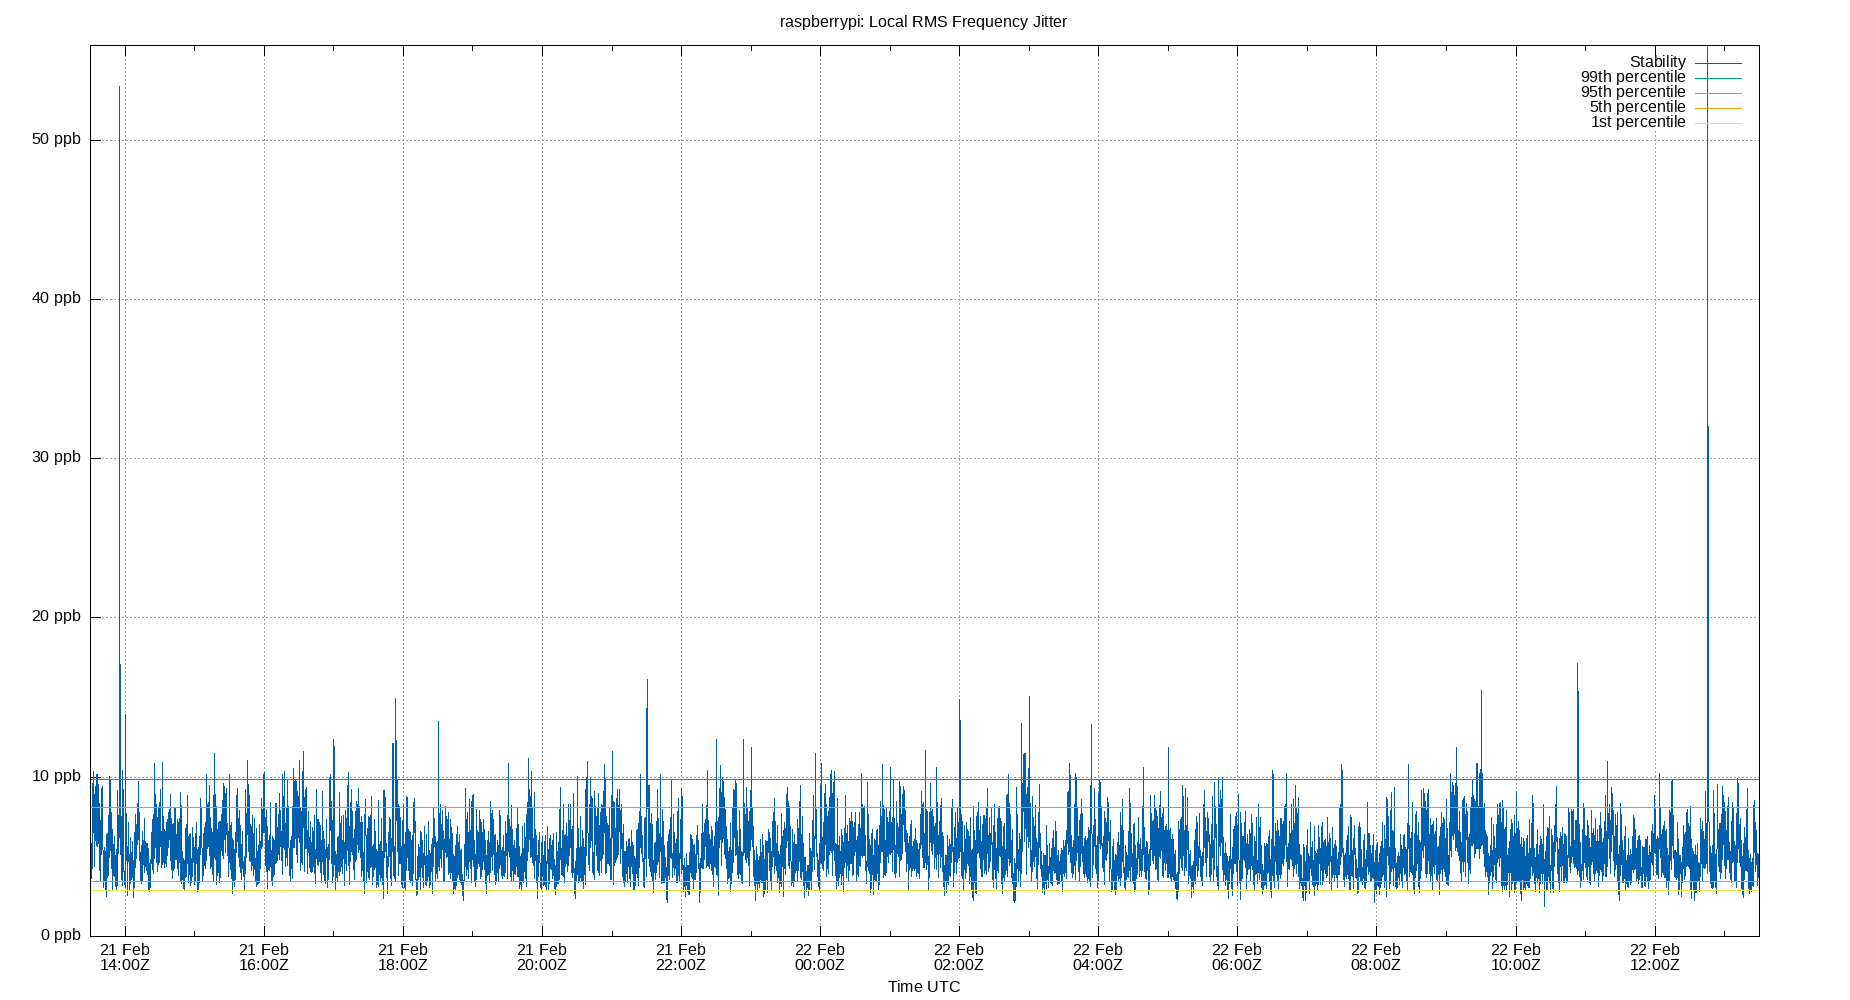 raspberrypi: Local RMS Frequency Jitter
Stability
99th percentile
95th percentile
5th percentile
1st percentile
50 ppb
40 ppb
30 ppb
20 ppb
10 ppb
0 ppb
21 Feb 21 Feb 21 Feb 21 Feb 21 Feb 22 Feb 22 Feb 22 Feb 22 Feb 22 Feb 22 Feb 22 Feb
14:00Z 16:00Z 18:00Z 20:00Z 22:00Z 00:00Z 02:00Z 04:00Z 06:00Z 08:00Z 10:00Z 12:00Z
Time UTC